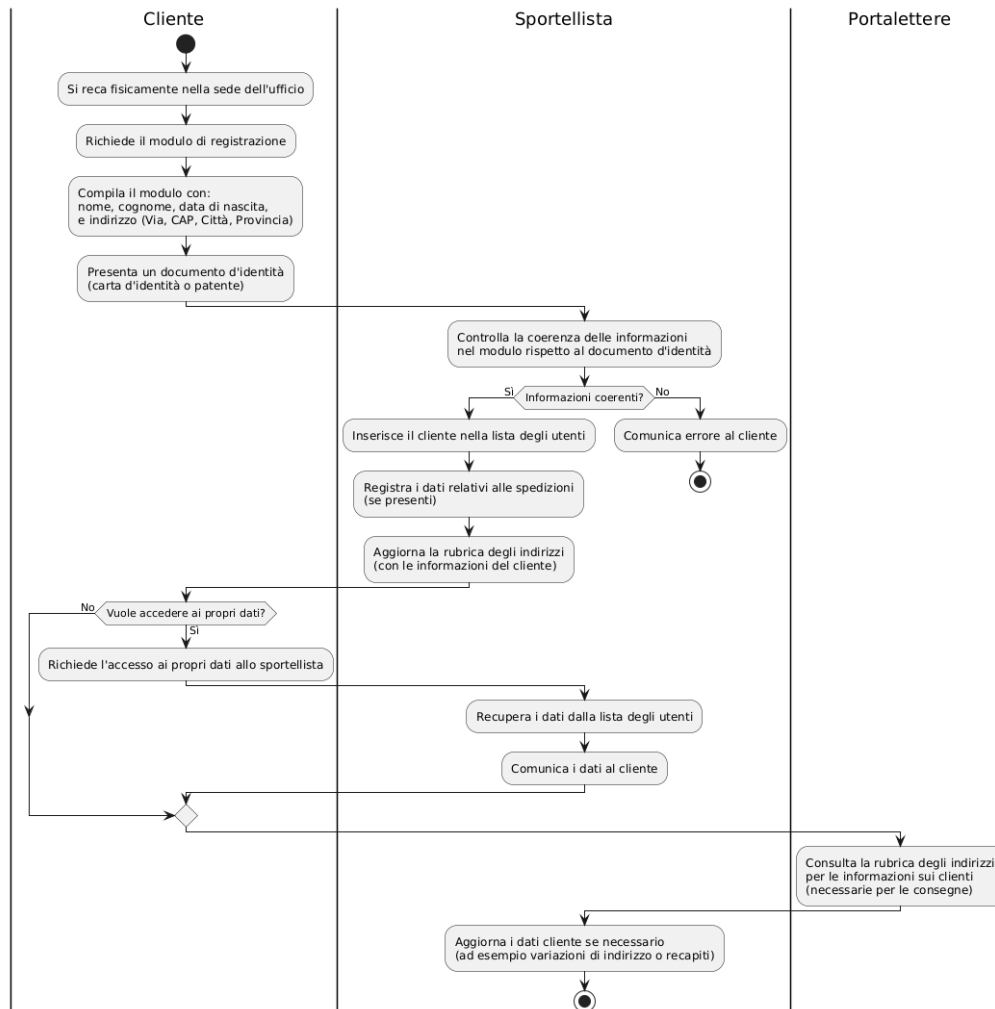 Cliente
Sportellista
Portalettere
Si reca fisicamente nella sede dell'ufficio
Richiede il modulo di registrazione
Compila il modulo con:
nome, cognome, data di nascita,
e indirizzo (Via, CAP, Città, Provincia)
Presenta un documento d'identità
(carta d'identità o patente)
Controlla la coerenza delle informazioni
nel modulo rispetto al documento d'identità
Sì
Informazioni coerenti?
No
Inserisce il cliente nella lista degli utenti
Comunica errore al cliente
Registra i dati relativi alle spedizioni
(se presenti)
Aggiorna la rubrica degli indirizzi
(con le informazioni del cliente)
No
Vuole accedere ai propri dati?
Sì
Richiede l'accesso ai propri dati allo sportellista
Recupera i dati dalla lista degli utenti
Comunica i dati al cliente
Consulta la rubrica degli indirizzi
per le informazioni sui clienti
(necessarie per le consegne)
Aggiorna i dati cliente se necessario
(ad esempio variazioni di indirizzo o recapiti)